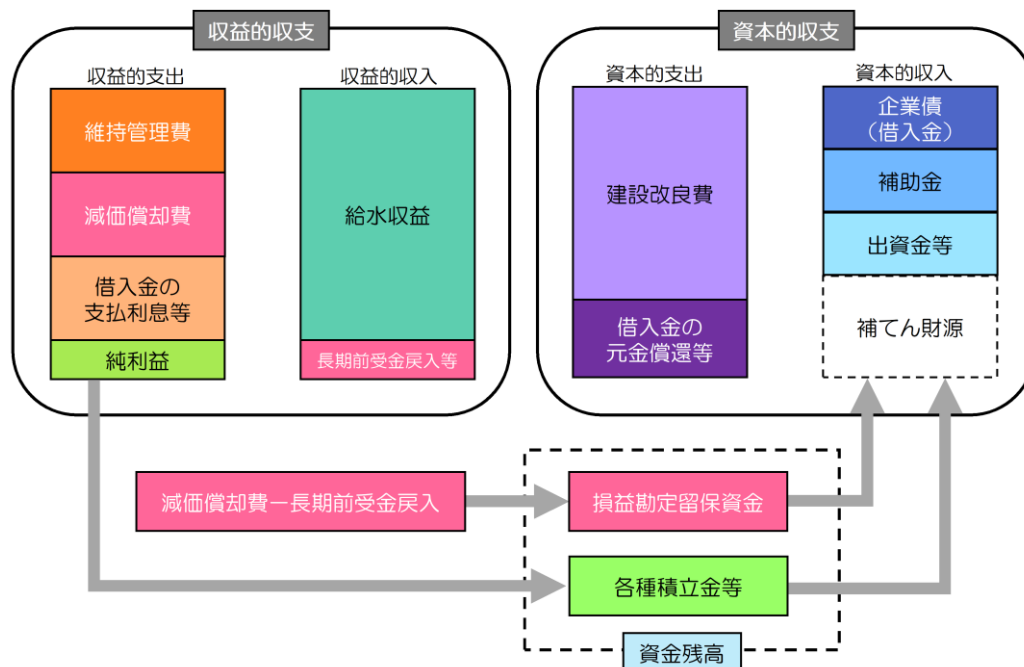 収益的収支
資本的収支
収益的支出
収益的収入
維持管理費
減価償却費
借入金の
支払利息等
純利益
給水収益
長期前受金戻入等
資本的支出
資本的収入
建設改良費
借入金の
元金償還等
企業債
（借入金）
補助金
出資金等
補てん財源
減価償却費ー長期前受金戻入
損益勘定留保資金
各種積立金等
資金残高